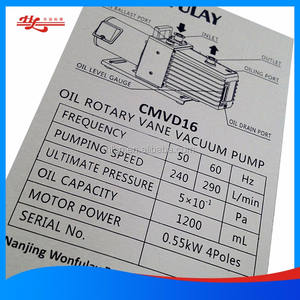 FULAY
GAS BALLAST PORT
INLET
OUTLET
OILING PORT
OIL LEVEL GAUGE
OIL DRAIN PORT
CMVD16
OIL ROTARY VANE VACUUM PUMP
FREQUENCY 50 60 Hz
PUMPING SPEED 240 290 L/min
ULTIMATE PRESSURE 5×10⁻¹ Pa
OIL CAPACITY 1200 mL
MOTOR POWER 0.55kW 4Poles
SERIAL No.
Nanjing Wonfulay